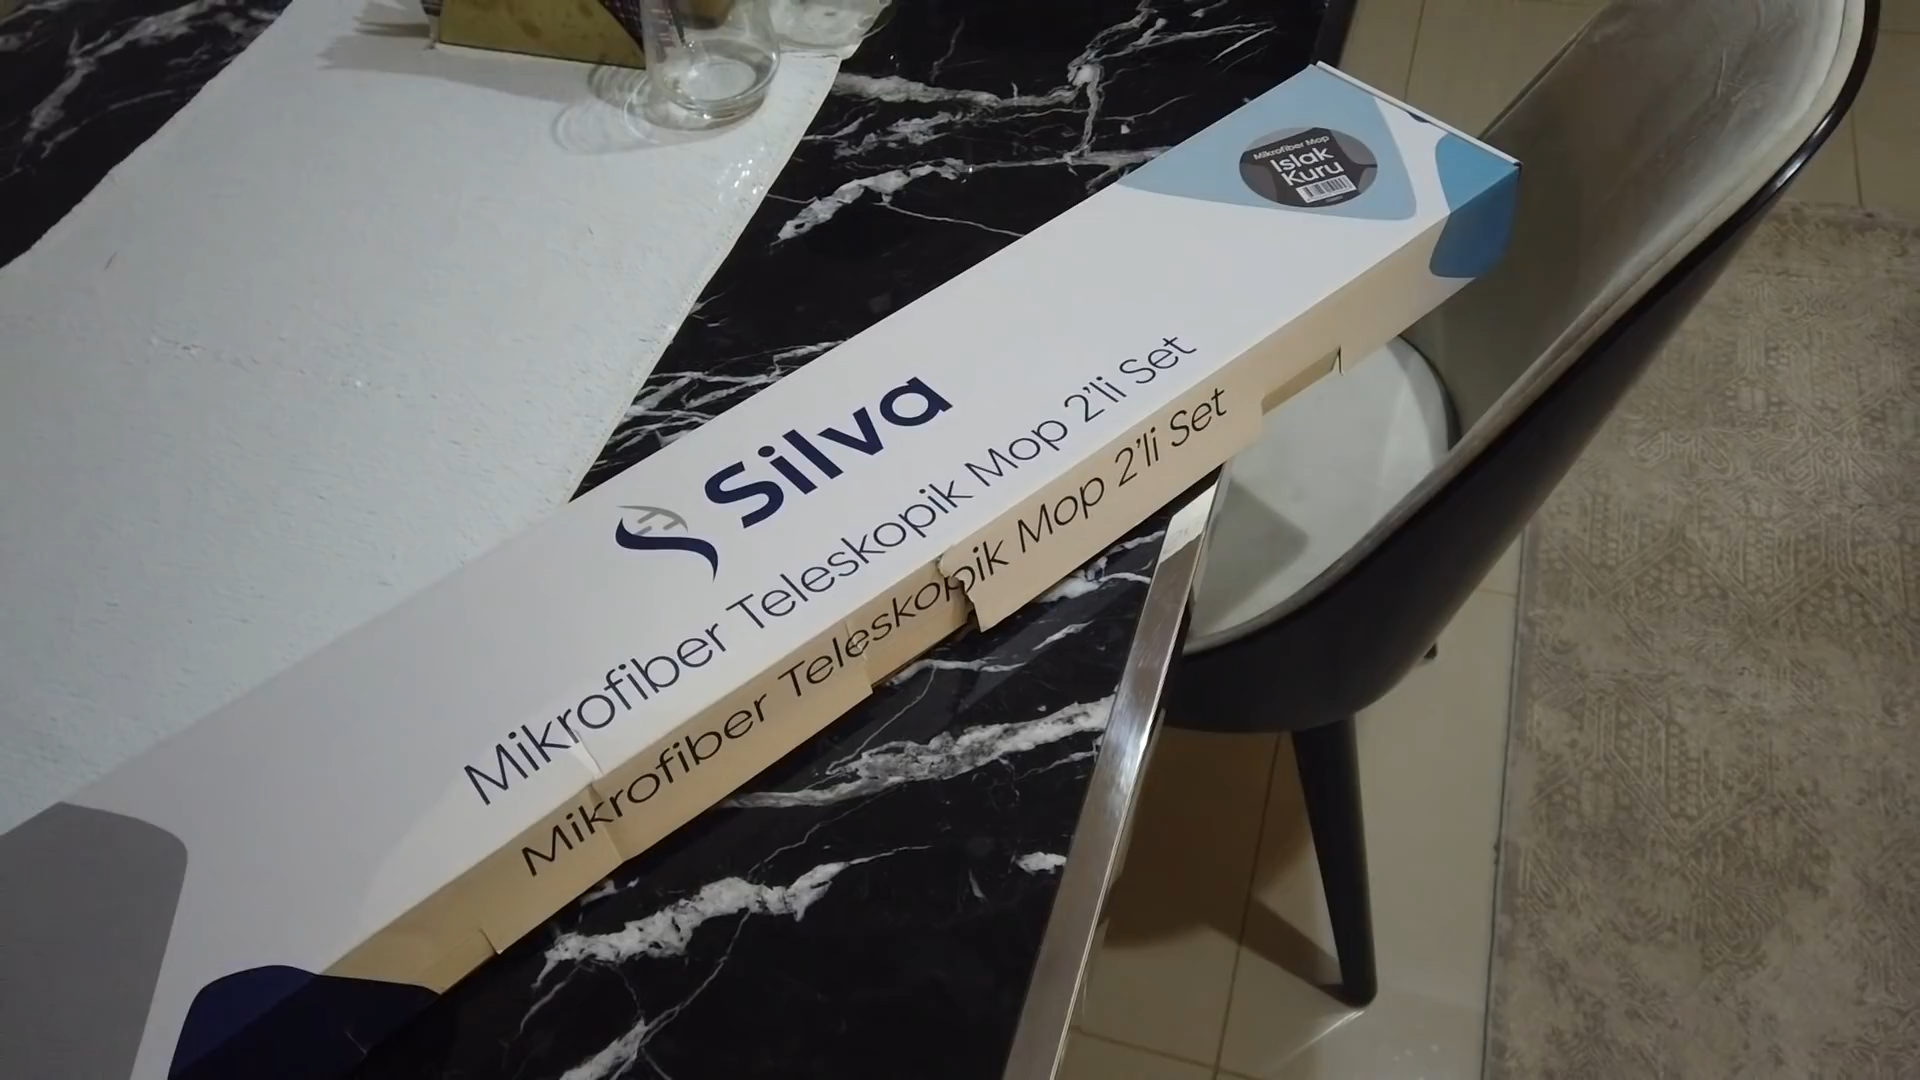 Mikrofiber Mop
Islak
Kuru
Silva
Mikrofiber Teleskopik Mop 2'li Set
Mikrofiber Teleskopik Mop 2'li Set